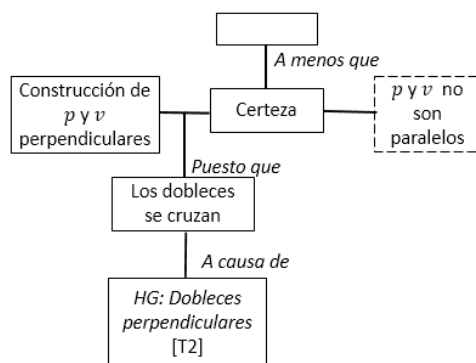 A menos que
Construcción de
p y v
perpendiculares
Certeza
p y v no
son
paralelos
Puesto que
Los dobleces
se cruzan
A causa de
HG: Dobleces
perpendiculares
[T2]